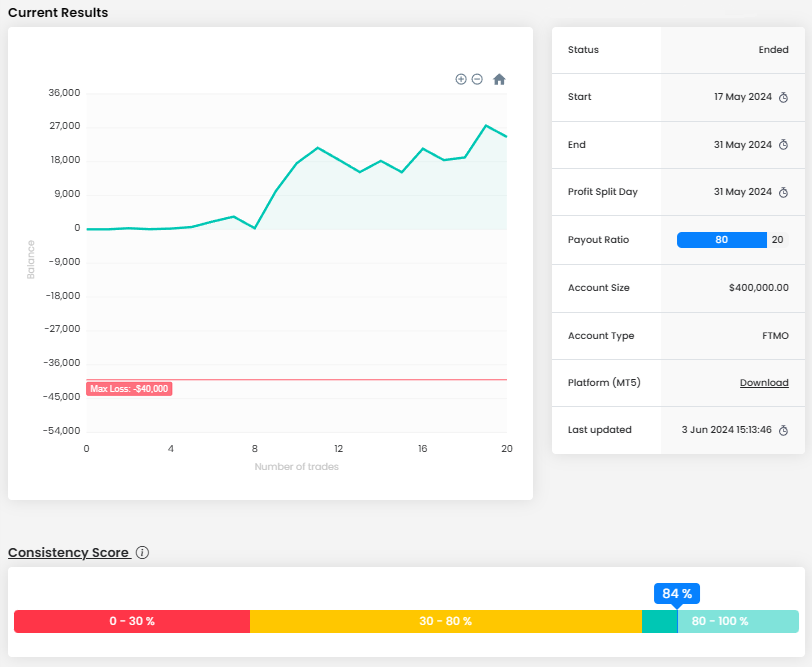 Current Results
36,000
27,000
18,000
9,000
0
-9,000
-18,000
-27,000
-36,000
-45,000
-54,000
Balance
Max Loss: -$40,000
0 4 8 12 16 20
Number of trades
Status Ended
Start 17 May 2024
End 31 May 2024
Profit Split Day 31 May 2024
Payout Ratio 80 20
Account Size $400,000.00
Account Type FTMO
Platform (MT5) Download
Last updated 3 Jun 2024 15:13:46
Consistency Score i
84 %
0 - 30 % 30 - 80 % 80 - 100 %